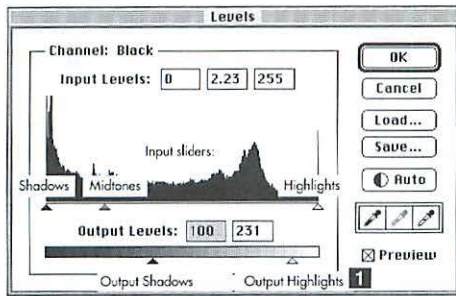 Levels
Channel: Black
Input Levels: 0 2.23 255
Input sliders:
Shadows Midtones Highlights
Output Levels: 100 231
Output Shadows Output Highlights 1
OK
Cancel
Load...
Save...
Auto
Preview